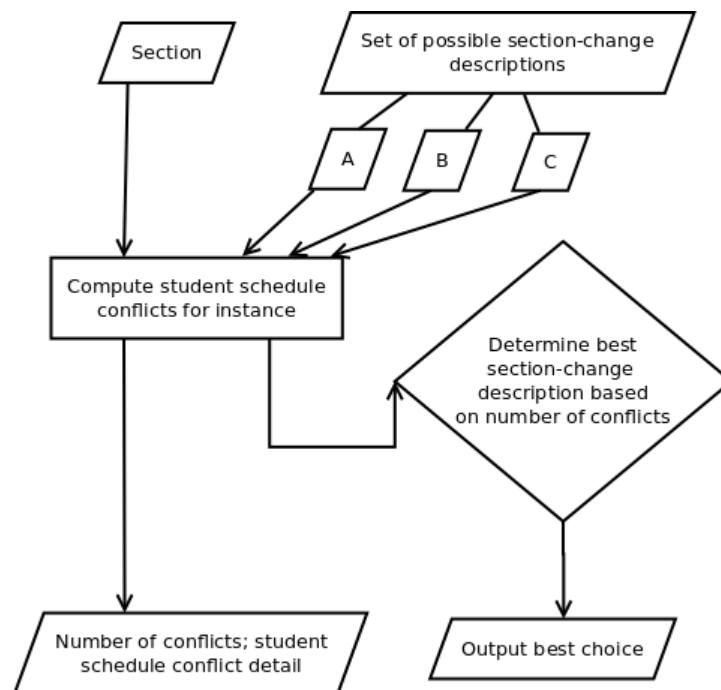 Section
Set of possible section-change
descriptions
A
B
C
Compute student schedule
conflicts for instance
Determine best
section-change
description based
on number of conflicts
Number of conflicts; student
schedule conflict detail
Output best choice